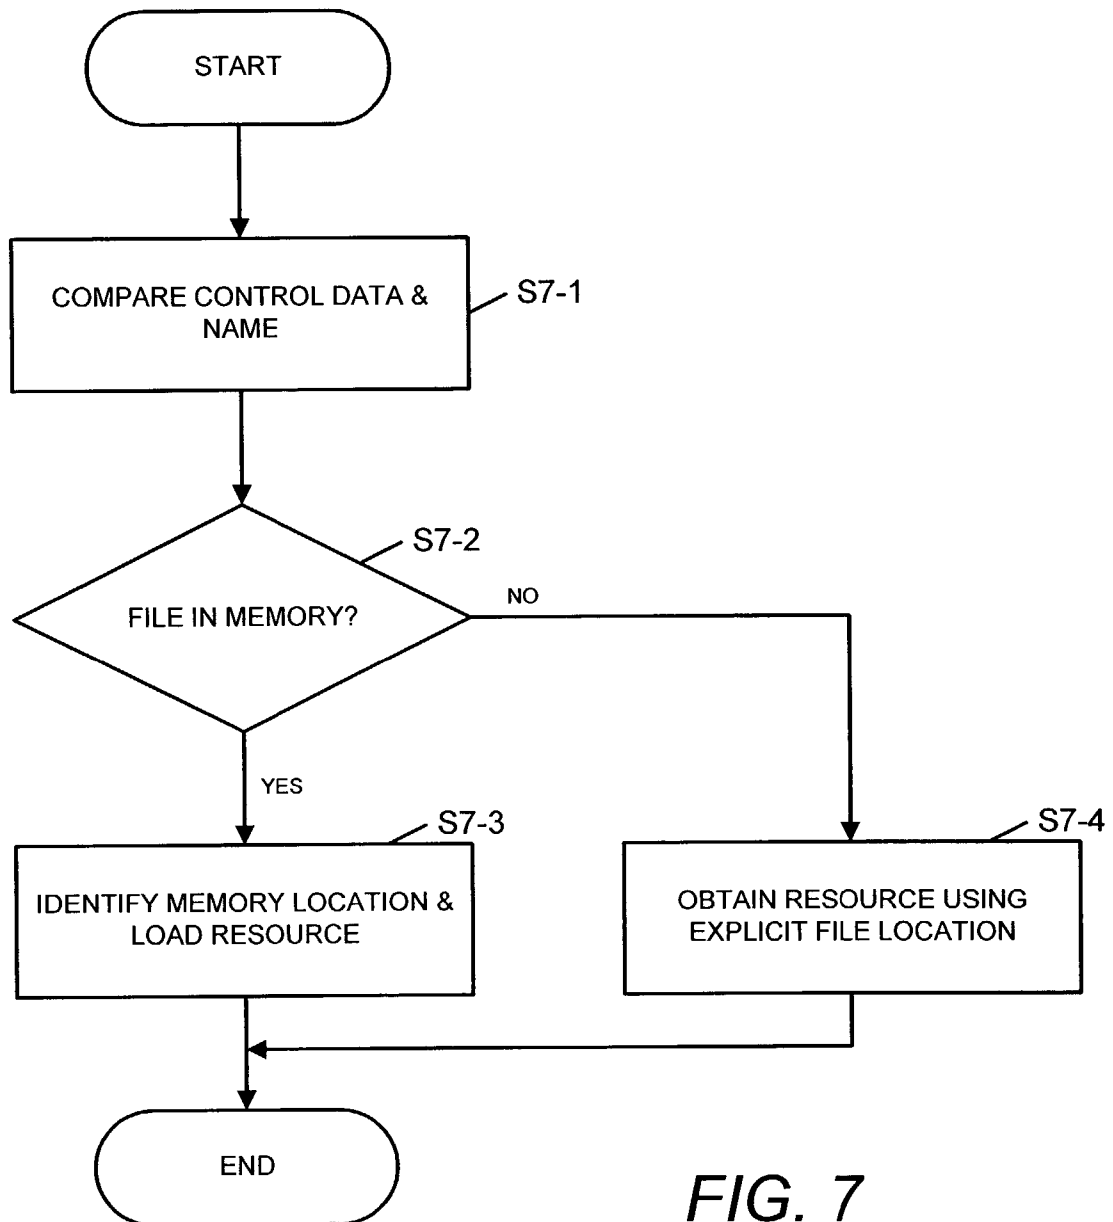 START
COMPARE CONTROL DATA &
NAME
S7-1
S7-2
FILE IN MEMORY?
NO
YES
S7-3
IDENTIFY MEMORY LOCATION &
LOAD RESOURCE
S7-4
OBTAIN RESOURCE USING
EXPLICIT FILE LOCATION
END
FIG. 7